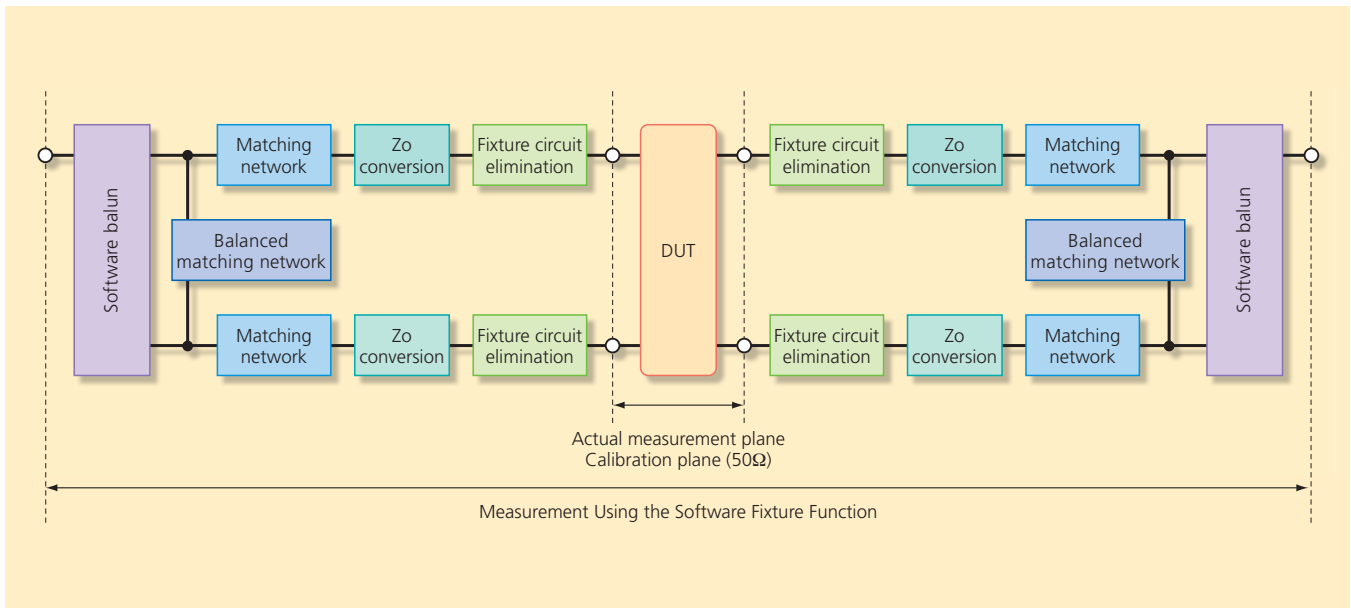 Software balun
Matching
network
Zo
conversion
Fixture circuit
elimination
Balanced
matching network
Matching
network
Zo
conversion
Fixture circuit
elimination
DUT
Fixture circuit
elimination
Zo
conversion
Matching
network
Balanced
matching network
Fixture circuit
elimination
Zo
conversion
Matching
network
Software balun
Actual measurement plane
Calibration plane (50Ω)
Measurement Using the Software Fixture Function